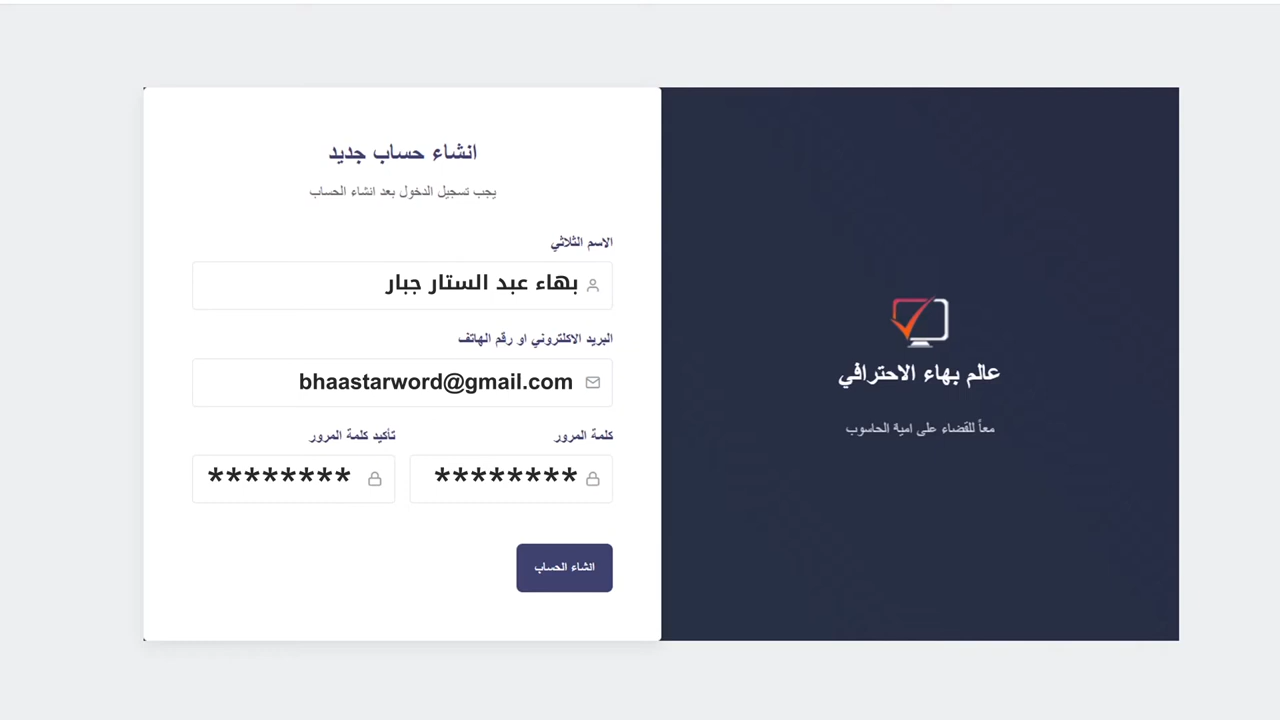 انشاء حساب جديد
يجب تسجيل الدخول بعد انشاء الحساب
الاسم الثلاثي
بهاء عبد الستار جبار
البريد الاكلتروني او رقم الهاتف
bhaastarword@gmail.com
كلمة المرور
********
تأكيد كلمة المرور
********
انشاء الحساب
عالم بهاء الاحترافي
معاً للقضاء على امية الحاسوب